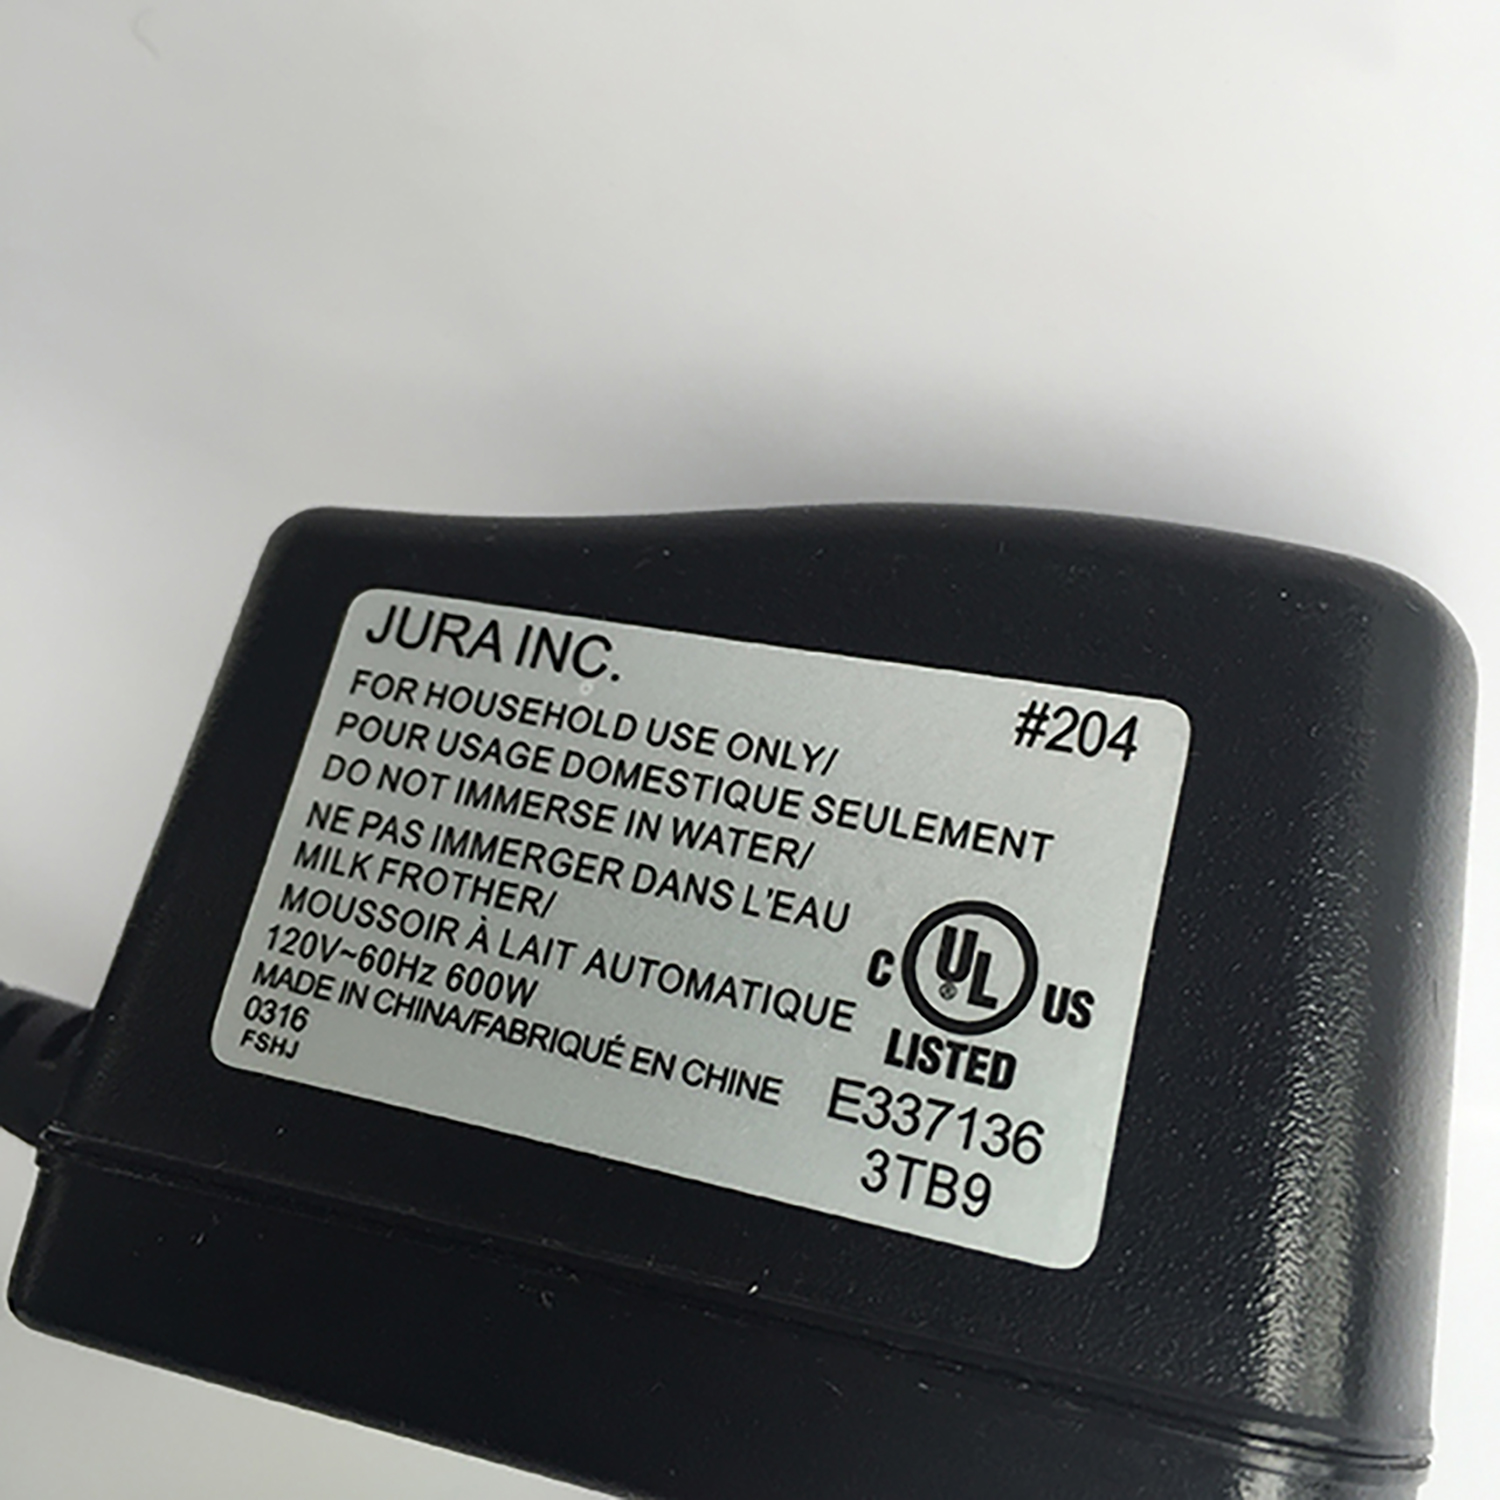 JURA INC.
#204
FOR HOUSEHOLD USE ONLY/
POUR USAGE DOMESTIQUE SEULEMENT
DO NOT IMMERSE IN WATER/
NE PAS IMMERGER DANS L'EAU
MILK FROTHER/
MOUSSOIR À LAIT AUTOMATIQUE
120V~60Hz 600W
MADE IN CHINA/FABRIQUÉ EN CHINE
0316
FSHJ
C UL® US
LISTED
E337136
3TB9